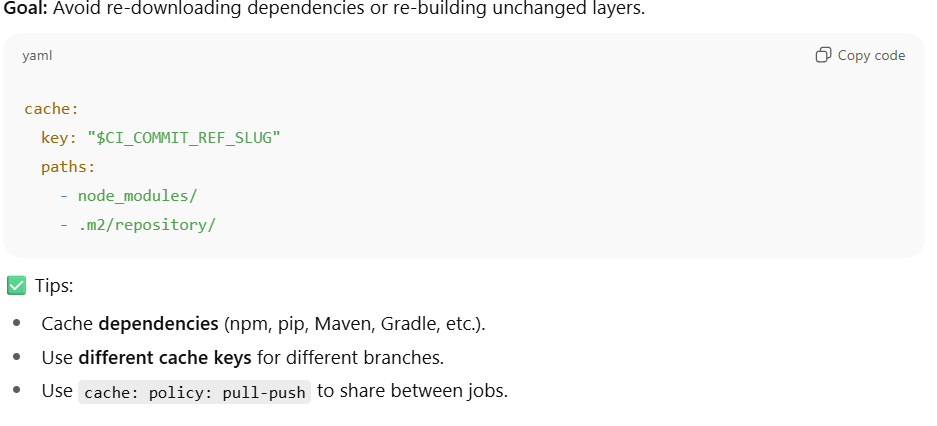 Goal: Avoid re-downloading dependencies or re-building unchanged layers.
yaml
Copy code
cache:
  key: "$CI_COMMIT_REF_SLUG"
  paths:
    - node_modules/
    - .m2/repository/
✅ Tips:
• Cache dependencies (npm, pip, Maven, Gradle, etc.).
• Use different cache keys for different branches.
• Use cache: policy: pull-push to share between jobs.